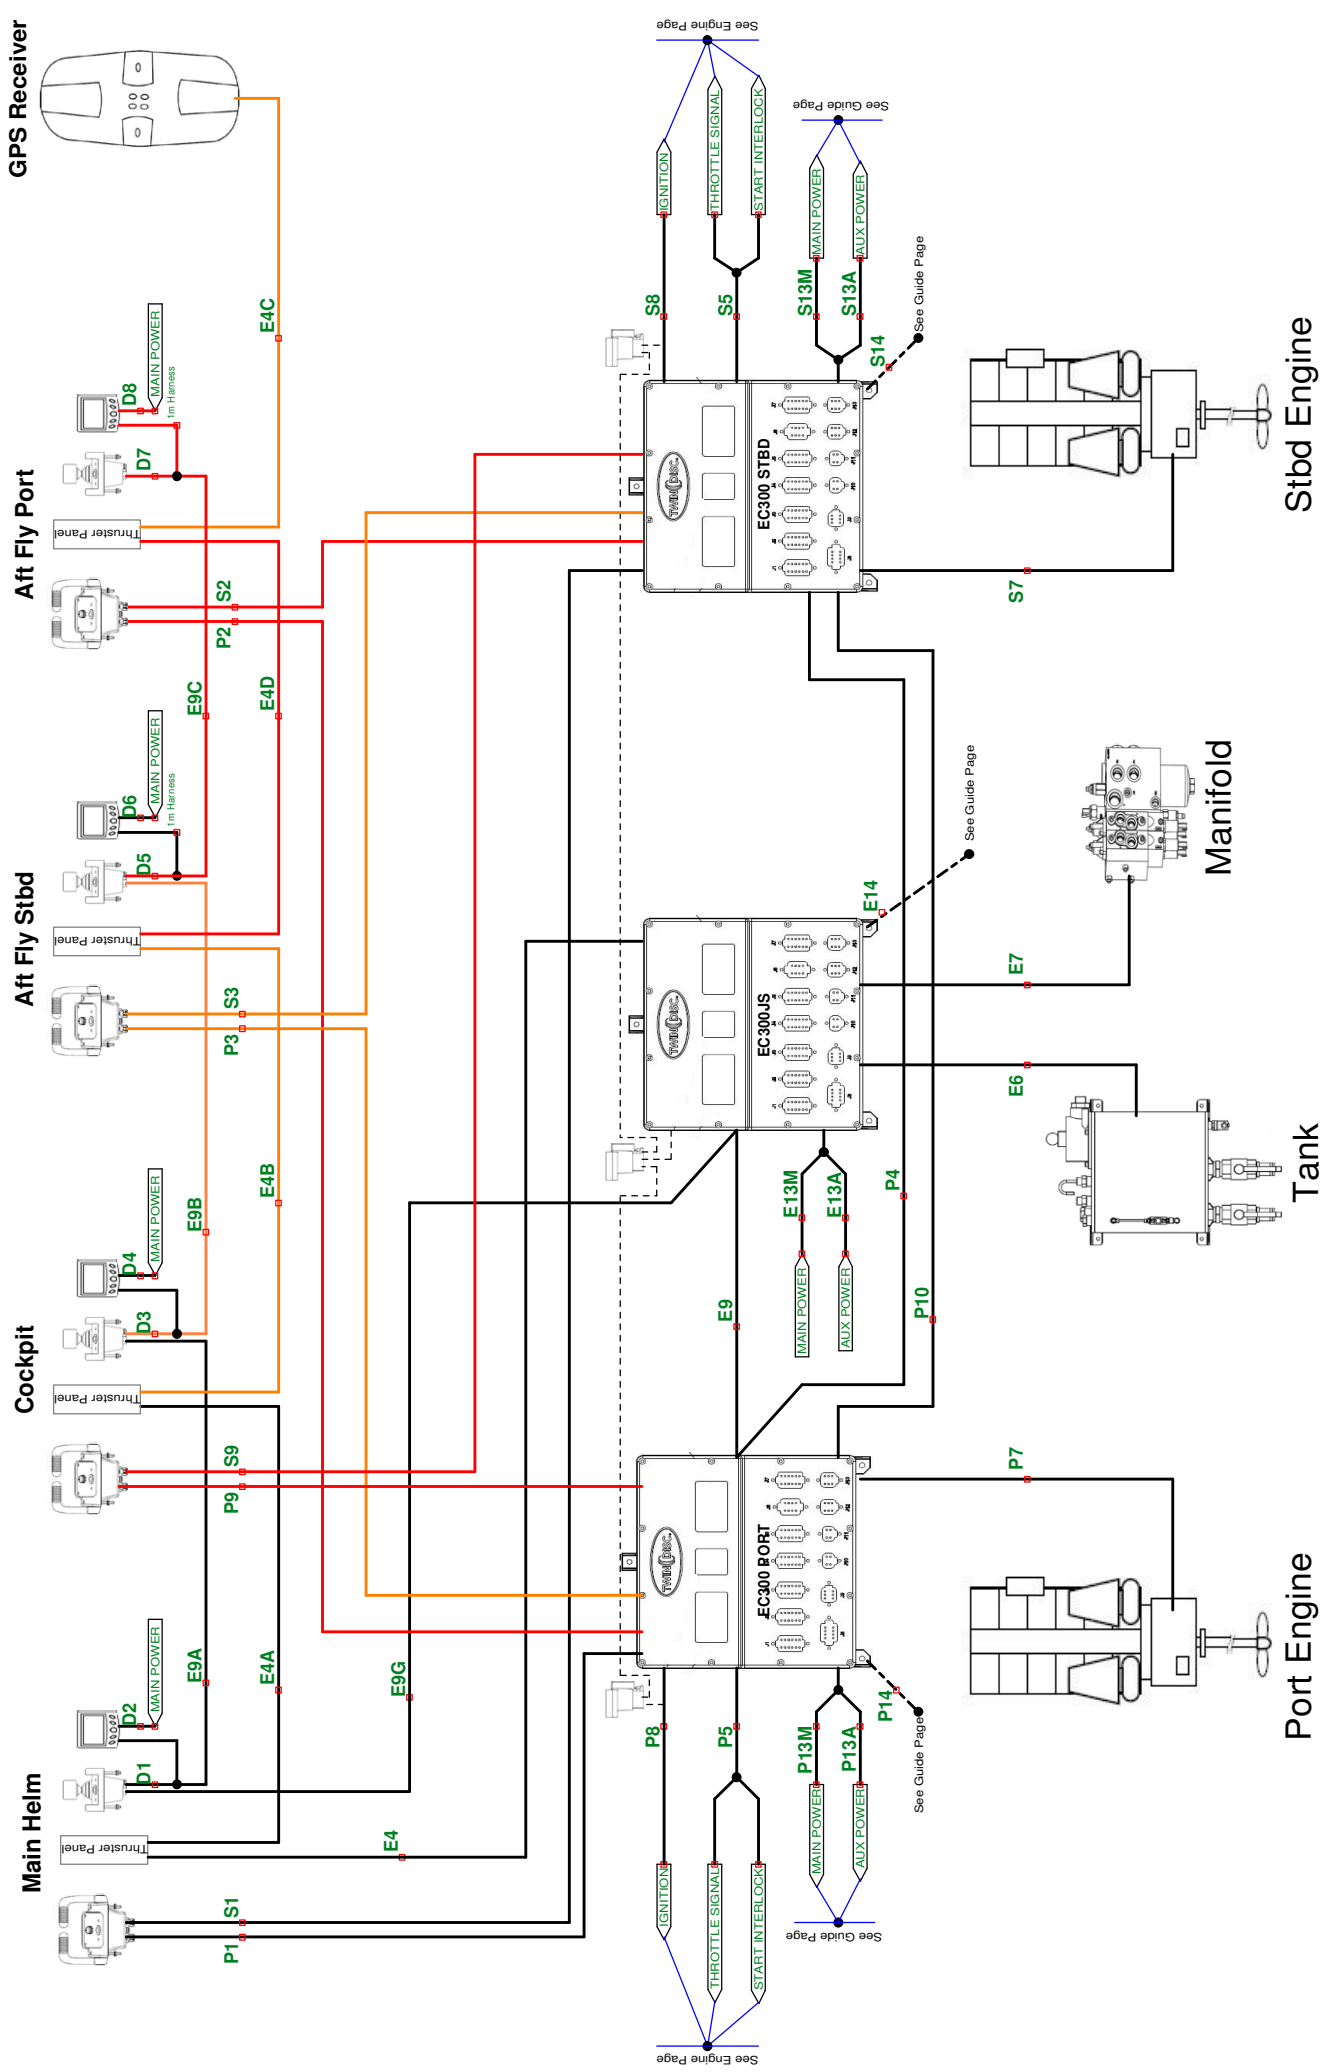 Main Helm
Cockpit
Aft Fly Stbd
Aft Fly Port
GPS Receiver
Thruster Panel
Thruster Panel
Thruster Panel
Thruster Panel
D1
D2
MAIN POWER
D3
D4
MAIN POWER
D5
D6
MAIN POWER
1m Harness
D7
D8
MAIN POWER
1m Harness
E9A
E9B
E9C
P1
S1
P9
S9
P3
S3
P2
S2
E4A
E4B
E4D
E4C
E4
E9G
See Engine Page
IGNITION
THROTTLE SIGNAL
START INTERLOCK
P8
P5
TWIN DISC
EC300 PORT
E9
TWIN DISC
EC300JS
TWIN DISC
EC300 STBD
S8
S5
IGNITION
THROTTLE SIGNAL
START INTERLOCK
See Engine Page
See Guide Page
MAIN POWER
AUX POWER
P13M
P13A
P14
See Guide Page
MAIN POWER
AUX POWER
E13M
E13A
E14
See Guide Page
S13M
S13A
MAIN POWER
AUX POWER
See Guide Page
S14
See Guide Page
P4
P10
P7
E6
E7
S7
Port Engine
Tank
Manifold
Stbd Engine